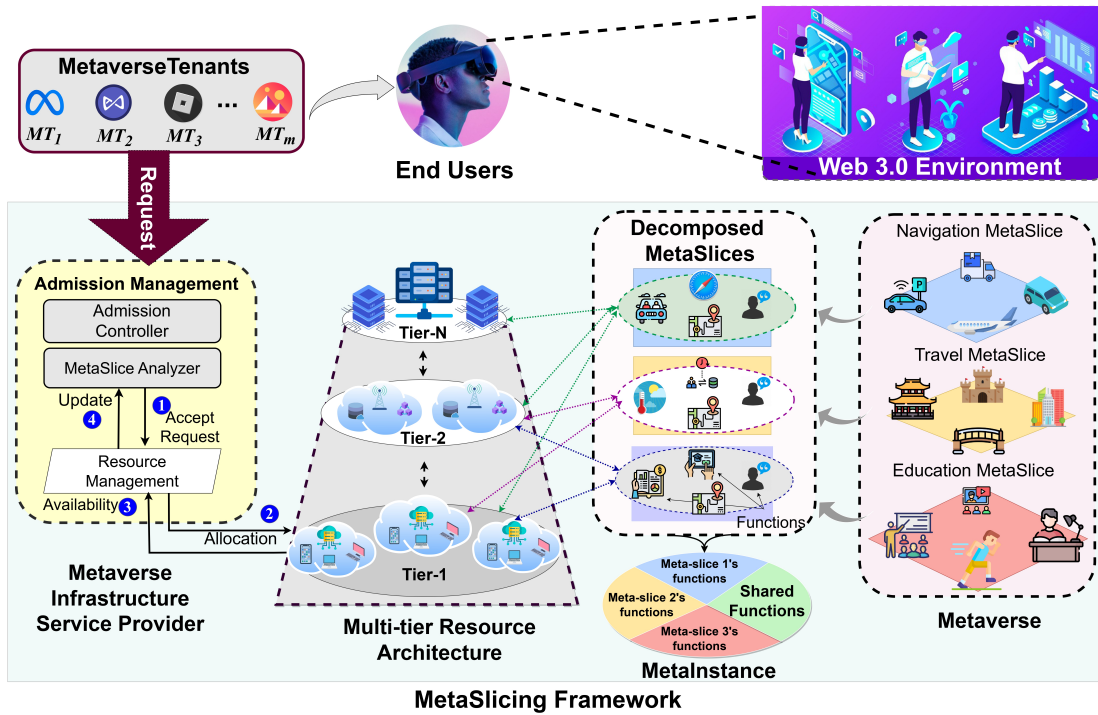 MetaverseTenants
MT1 MT2 MT3 ... MTm
End Users
Web 3.0 Environment
Request
Admission Management
Admission
Controller
MetaSlice Analyzer
Update
4
1
Accept
Request
Resource
Management
Availability
3
2
Allocation
Metaverse
Infrastructure
Service Provider
Tier-N
Tier-2
Tier-1
Multi-tier Resource
Architecture
Decomposed
MetaSlices
Functions
Meta-slice 1's
functions
Meta-slice 2's
functions
Shared
Functions
Meta-slice 3's
functions
MetaInstance
Navigation MetaSlice
P
Travel MetaSlice
Education MetaSlice
Metaverse
MetaSlicing Framework